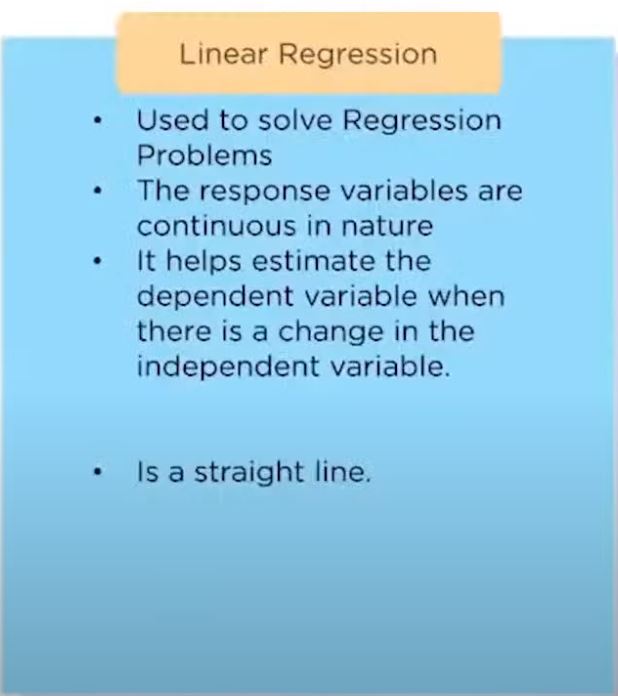 Linear Regression
• Used to solve Regression
Problems
• The response variables are
continuous in nature
• It helps estimate the
dependent variable when
there is a change in the
independent variable.
• Is a straight line.